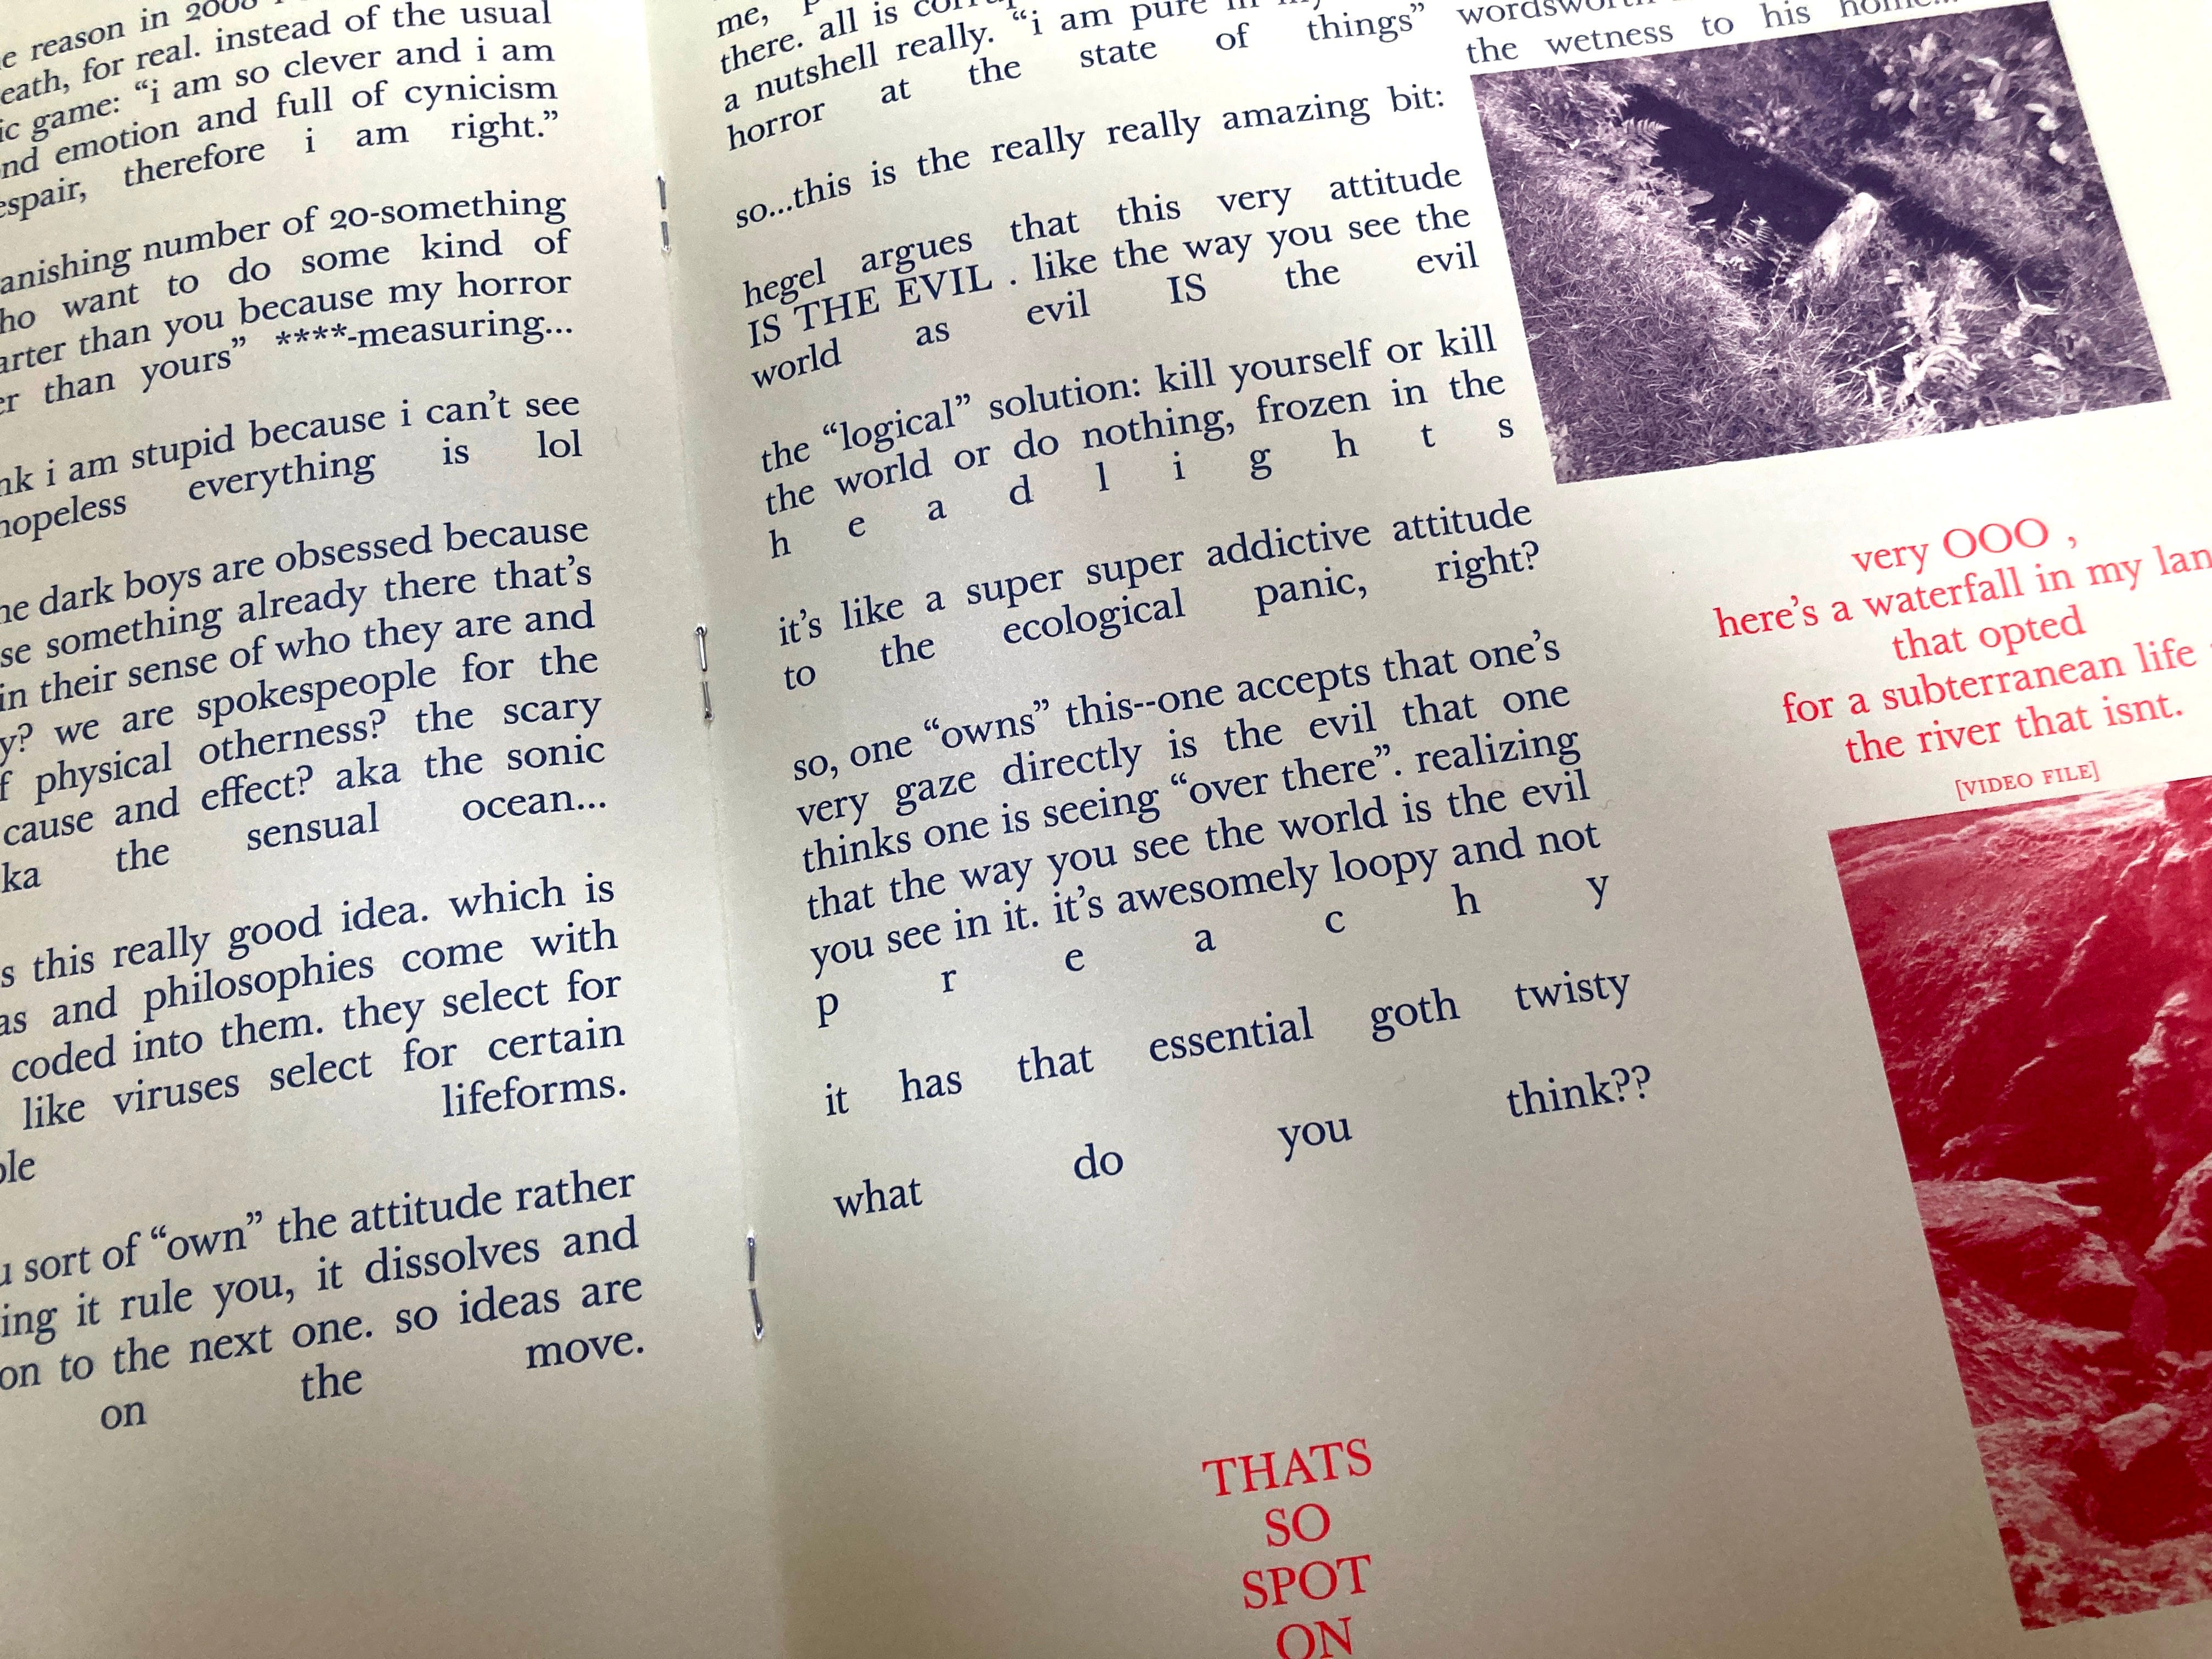 reason in 2008
eath, for real. instead of the usual
ic game: “i am so clever and i am
nd emotion and full of cynicism
espair, therefore i am right.”
anishing number of 20-something
ho want to do some kind of
arter than you because my horror
er than yours” ****-measuring...
nk i am stupid because i can’t see
hopeless everything is lol
he dark boys are obsessed because
se something already there that’s
in their sense of who they are and
y? we are spokespeople for the
f physical otherness? the scary
cause and effect? aka the sonic
ka the sensual ocean...
s this really good idea. which is
as and philosophies come with
coded into them. they select for
like viruses select for certain
lifeforms.
ple
u sort of “own” the attitude rather
ing it rule you, it dissolves and
on to the next one. so ideas are
on the move.
me,
there. all is
a nutshell really. “i am pure in
horror at the state of things”
so...this is the really really amazing bit:
hegel argues that this very attitude
IS THE EVIL . like the way you see the
world as evil IS the evil
the “logical” solution: kill yourself or kill
the world or do nothing, frozen in the
h e a d l i g h t s
it’s like a super super addictive attitude
to the ecological panic, right?
so, one “owns” this--one accepts that one’s
very gaze directly is the evil that one
thinks one is seeing “over there”. realizing
that the way you see the world is the evil
you see in it. it’s awesomely loopy and not
p r e a c h y
it has that essential goth twisty
what do you think??
THATS
SO
SPOT
ON
wordsworth
the wetness to his home...
very OOO ,
here’s a waterfall in my lan
that opted
for a subterranean life
the river that isnt.
[VIDEO FILE]